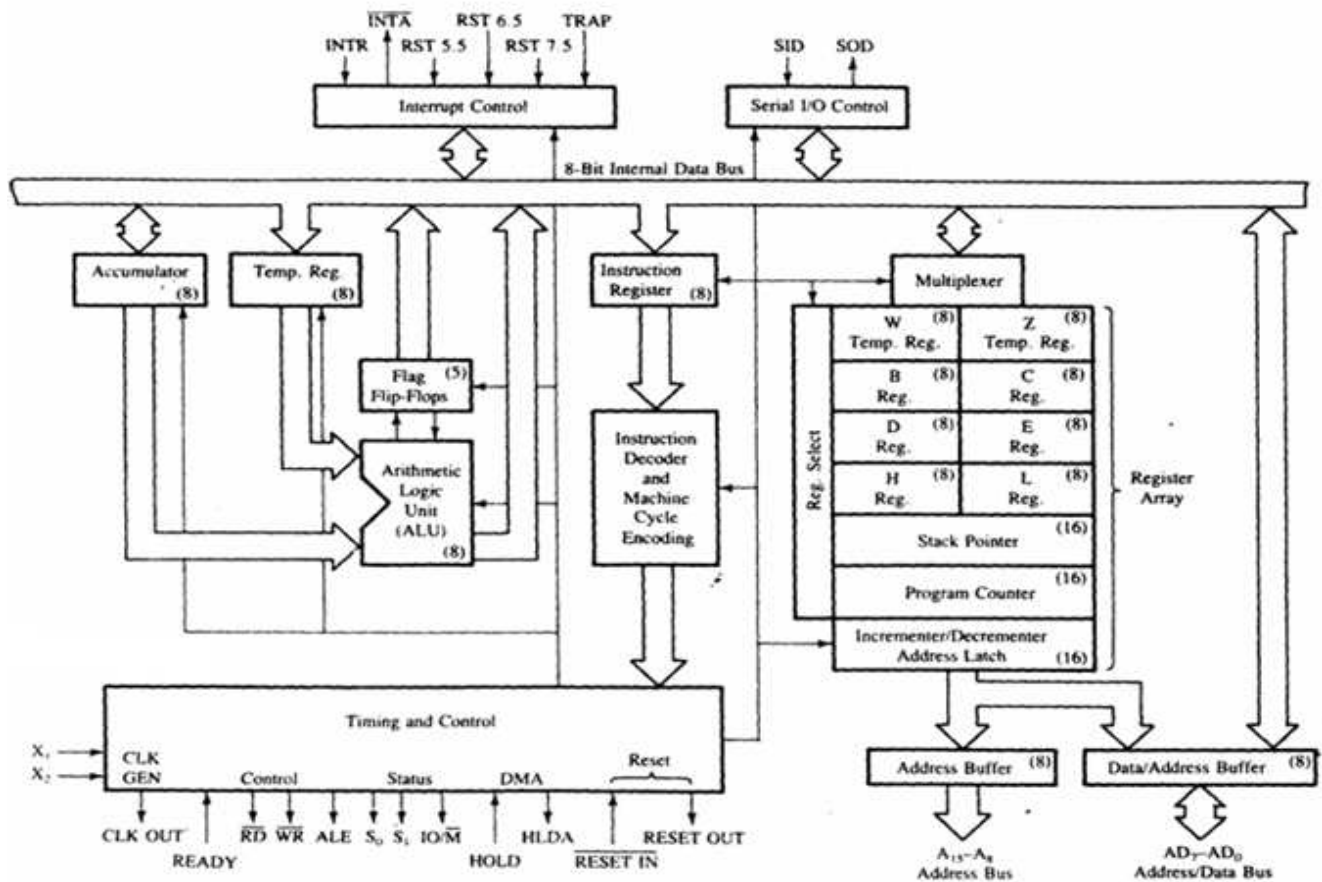 INTA RST 6.5 TRAP
INTR RST 5.5 RST 7.5
SID SOD
Interrupt Control
Serial I/O Control
8-Bit Internal Data Bus
Accumulator
(8)
Temp. Reg.
(8)
Instruction
Register
(8)
Multiplexer
Reg. Select
W (8)
Temp. Reg.
Z (8)
Temp. Reg.
Flag (5)
Flip-Flops
B (8)
Reg.
C (8)
Reg.
D (8)
Reg.
E (8)
Reg.
H (8)
Reg.
L (8)
Reg.
Register
Array
Arithmetic
Logic
Unit
(ALU)
(8)
Instruction
Decoder
and
Machine
Cycle
Encoding
(16)
Stack Pointer
(16)
Program Counter
Incrementer/Decrementer
Address Latch (16)
Timing and Control
X₁ CLK
X₂ GEN
Control Status DMA Reset
CLK OUT RD WR ALE S₀ S₁ IO/M HLDA RESET OUT
READY HOLD RESET IN
Address Buffer (8)
Data/Address Buffer (8)
A₁₅–A₈
Address Bus
AD₇–AD₀
Address/Data Bus